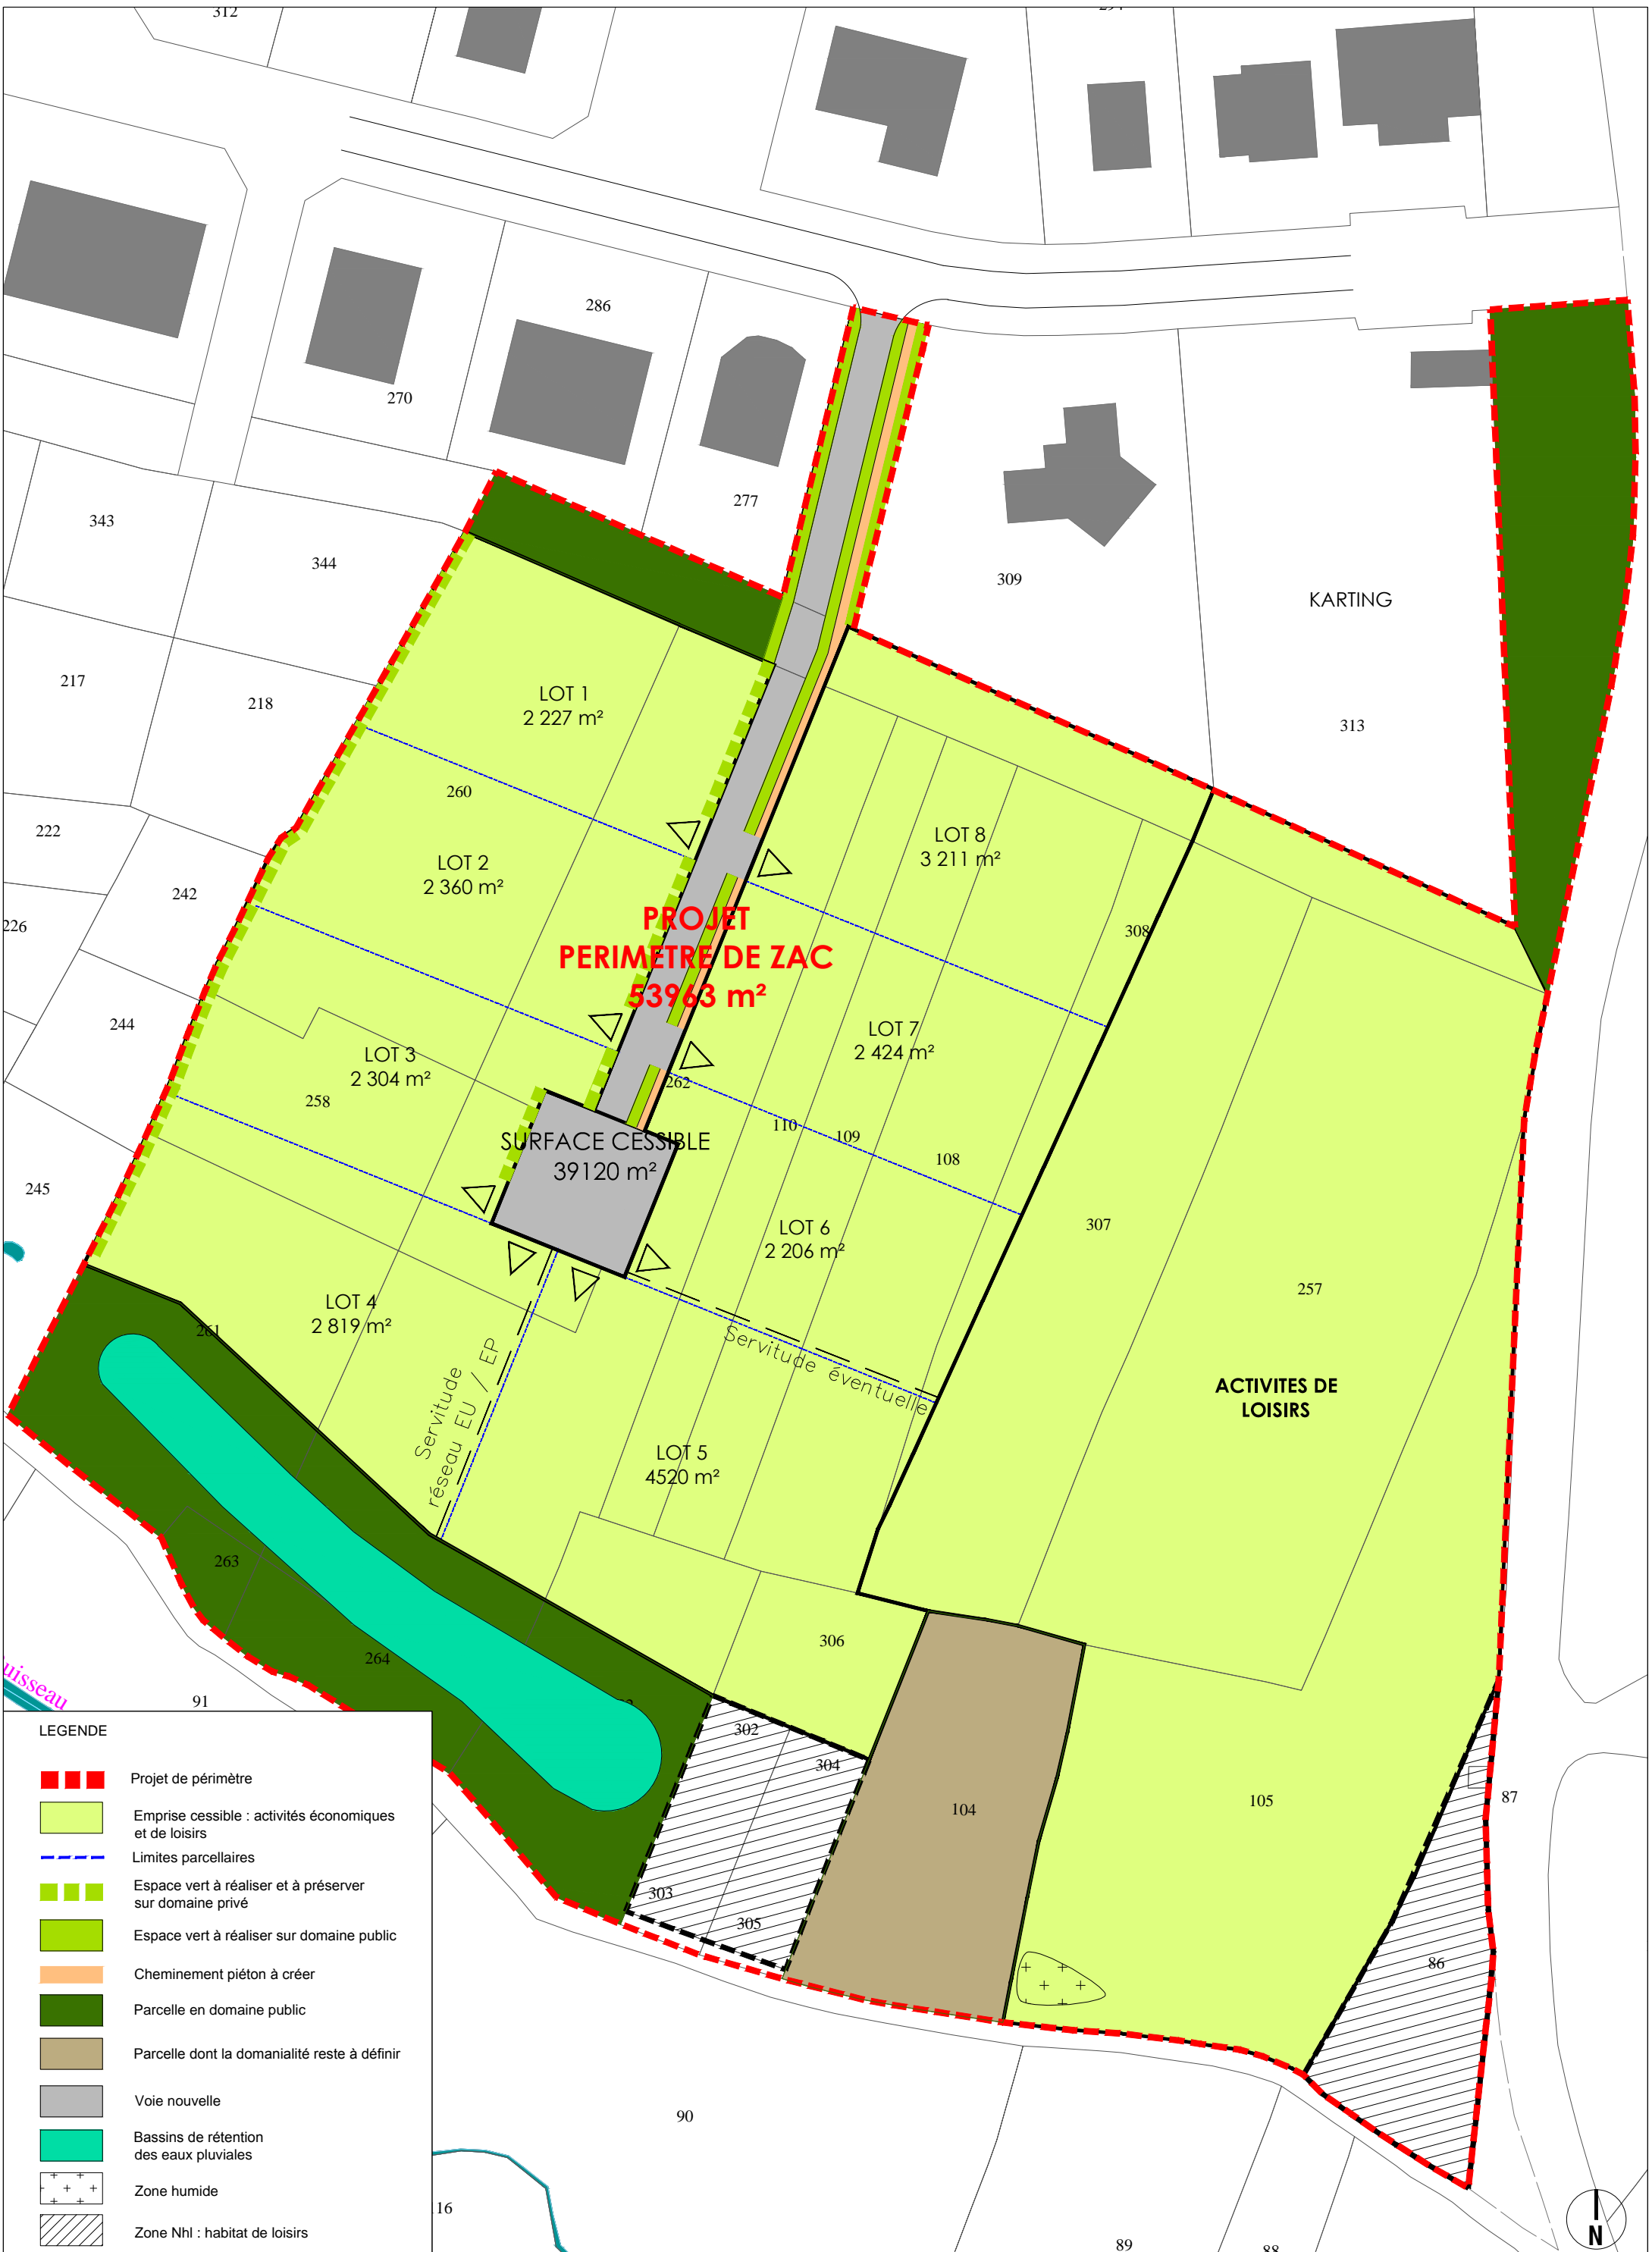 312
286
270
277
343
344
309
KARTING
313
217
218
LOT 1
2 227 m²
260
222
LOT 2
2 360 m²
LOT 8
3 211 m²
242
226
308
PROJET
PERIMETRE DE ZAC
53963 m²
244
LOT 3
2 304 m²
258
LOT 7
2 424 m²
262
110
109
108
SURFACE CESSIBLE
39120 m²
245
LOT 6
2 206 m²
307
257
LOT 4
2 819 m²
261
Servitude
réseau EU / EP
Servitude éventuelle
ACTIVITES DE
LOISIRS
LOT 5
4520 m²
263
264
306
uisseau
91
302
304
303
305
104
105
87
86
90
16
89
88
LEGENDE
Projet de périmètre
Emprise cessible : activités économiques
et de loisirs
Limites parcellaires
Espace vert à réaliser et à préserver
sur domaine privé
Espace vert à réaliser sur domaine public
Cheminement piéton à créer
Parcelle en domaine public
Parcelle dont la domanialité reste à définir
Voie nouvelle
Bassins de rétention
des eaux pluviales
Zone humide
Zone Nhl : habitat de loisirs
N